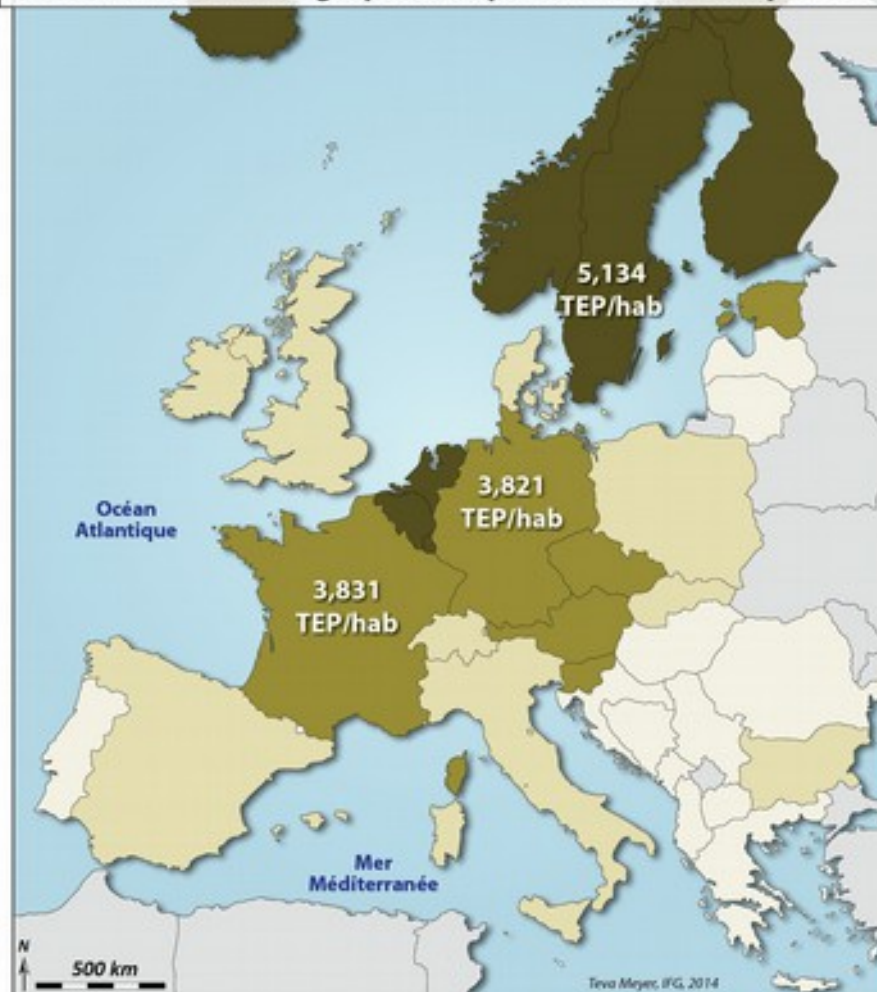 5,134
TEP/hab
3,821
TEP/hab
Océan
Atlantique
3,831
TEP/hab
Mer
Méditerranée
N
500 km
Teva Meyer, IFG, 2014